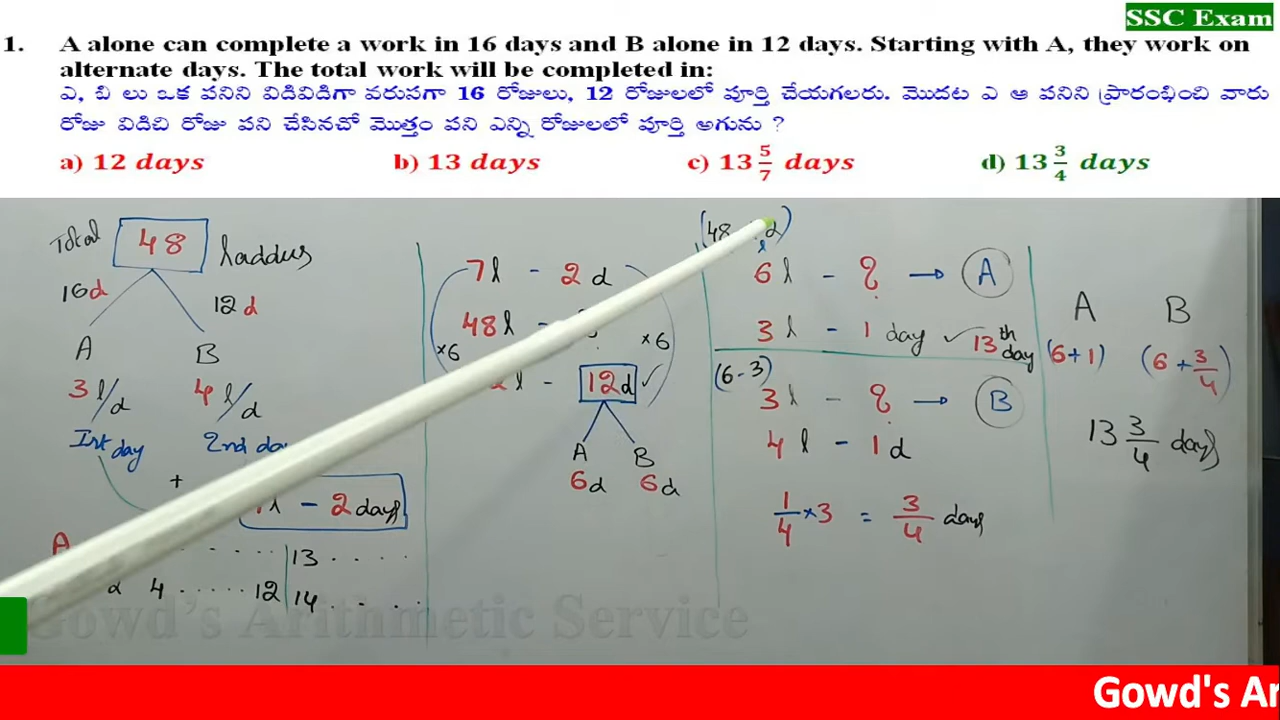 SSC Exam
1. A alone can complete a work in 16 days and B alone in 12 days. Starting with A, they work on
alternate days. The total work will be completed in:
ఎ, బి లు ఒక పనిని విడివిడిగా వరుసగా 16 రోజులు, 12 రోజులలో పూర్తి చేయగలరు. మొదట ఎ ఆ పనిని ప్రారంభించి వారు
రోజు విడిచి రోజు పని చేసినచో మొత్తం పని ఎన్ని రోజులలో పూర్తి అగును ?
a) 12 days b) 13 days c) 13 5/7 days d) 13 3/4 days
Total 48 laddus
16d 12d
A B
3 l/d 4 l/d
Ist day 2nd
+
l - 2 days
A 13 . . . .
4 ..... 12 14 . . . .
7l - 2d
48l -
×6 ×6
l - 12d ✓
A B
6d 6d
(48
6l - ? → A
3l - 1 day ✓ 13th day
(6-3)
3l - ? → B
4l - 1d
1/4 × 3 = 3/4 days
A B
(6+1) (6 + 3/4)
13 3/4 days
Gowd's Arithmetic Service
Gowd's Ar